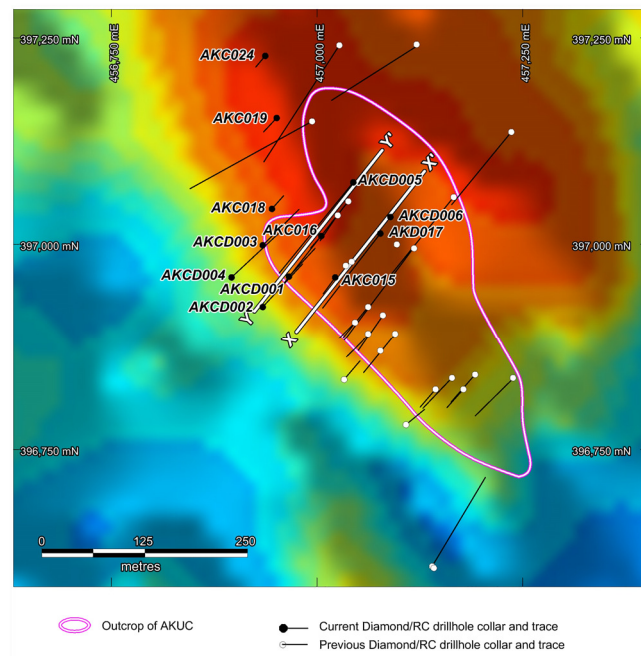 397,250 mN
456,750 mE
457,000 mE
457,250 mE
397,250 mN
AKC024
AKC019
Y'
X'
AKCD005
AKC018
AKCD006
AKC016
AKD017
397,000 mN
AKCD003
397,000 mN
AKCD004
AKCD001
AKC015
AKCD002
Y
X
396,750 mN
396,750 mN
0 125 250
metres
Outcrop of AKUC
Current Diamond/RC drillhole collar and trace
Previous Diamond/RC drillhole collar and trace